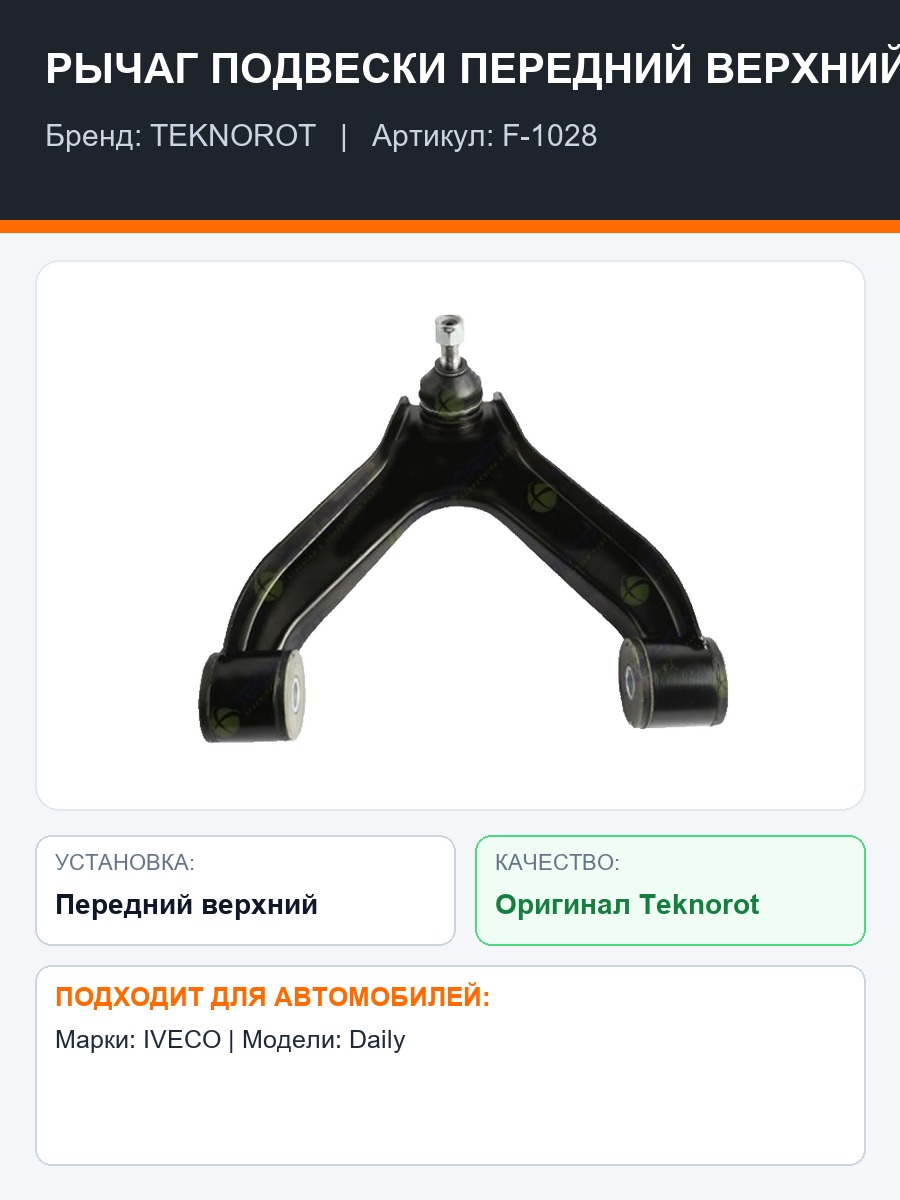 РЫЧАГ ПОДВЕСКИ ПЕРЕДНИЙ ВЕРХНИЙ
Бренд: TEKNOROT | Артикул: F-1028
УСТАНОВКА:
Передний верхний
КАЧЕСТВО:
Оригинал Teknorot
ПОДХОДИТ ДЛЯ АВТОМОБИЛЕЙ:
Марки: IVECO | Модели: Daily